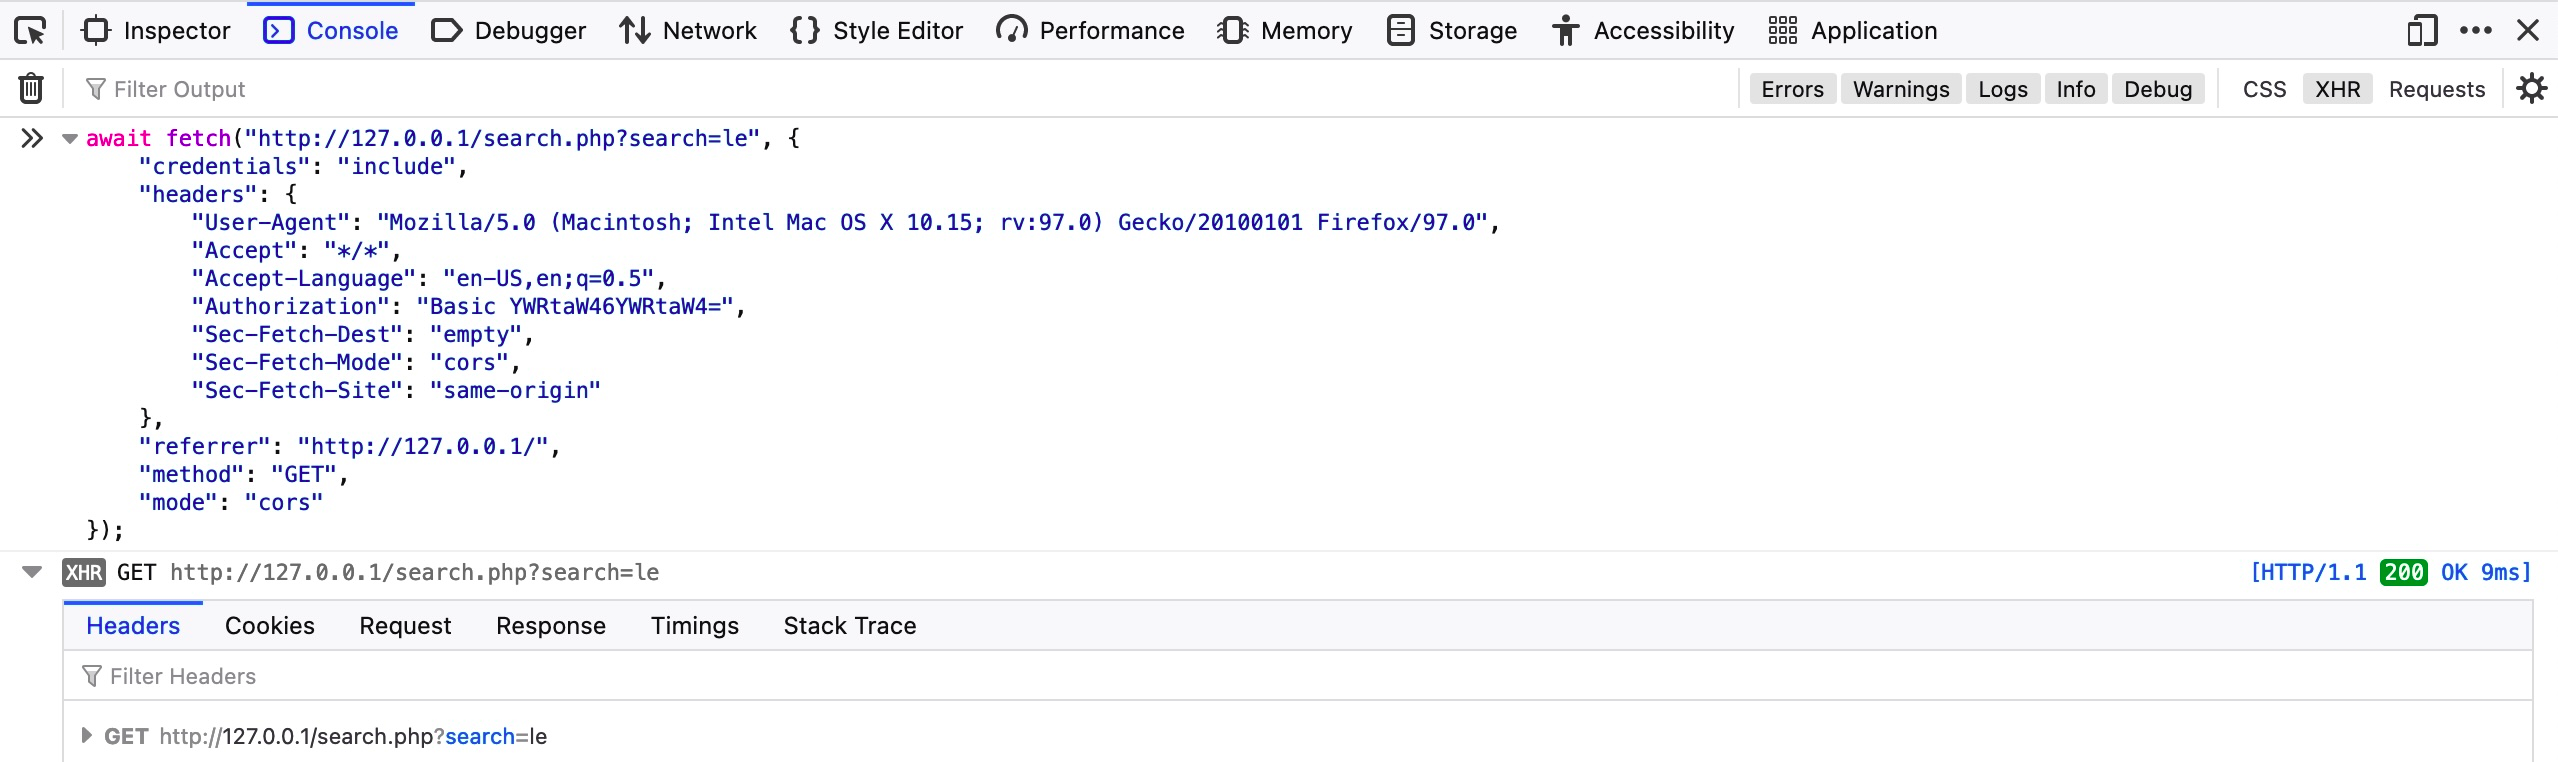 Inspector Console Debugger Network {} Style Editor Performance Memory Storage Accessibility Application
Filter Output Errors Warnings Logs Info Debug CSS XHR Requests
await fetch("http://127.0.0.1/search.php?search=le", {
    "credentials": "include",
    "headers": {
        "User-Agent": "Mozilla/5.0 (Macintosh; Intel Mac OS X 10.15; rv:97.0) Gecko/20100101 Firefox/97.0",
        "Accept": "*/*",
        "Accept-Language": "en-US,en;q=0.5",
        "Authorization": "Basic YWRtaW46YWRtaW4=",
        "Sec-Fetch-Dest": "empty",
        "Sec-Fetch-Mode": "cors",
        "Sec-Fetch-Site": "same-origin"
    },
    "referrer": "http://127.0.0.1/",
    "method": "GET",
    "mode": "cors"
});
XHR GET http://127.0.0.1/search.php?search=le [HTTP/1.1 200 OK 9ms]
Headers Cookies Request Response Timings Stack Trace
Filter Headers
GET http://127.0.0.1/search.php?search=le